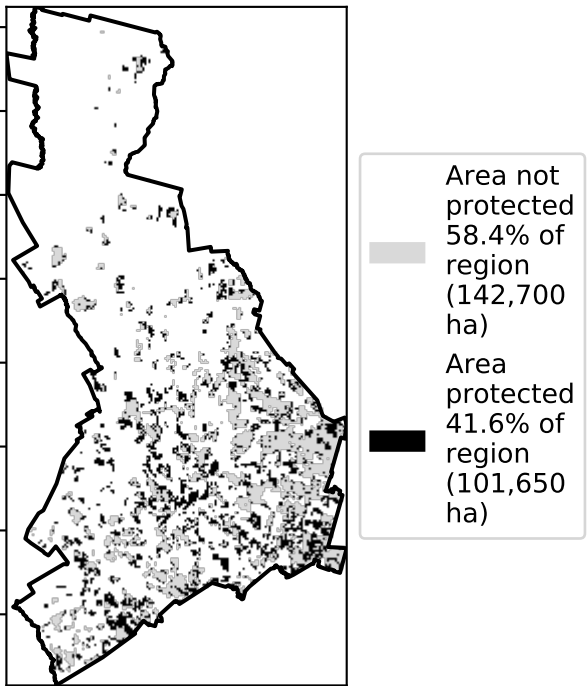 Area not
protected
58.4% of
region
(142,700
ha)
Area
protected
41.6% of
region
(101,650
ha)